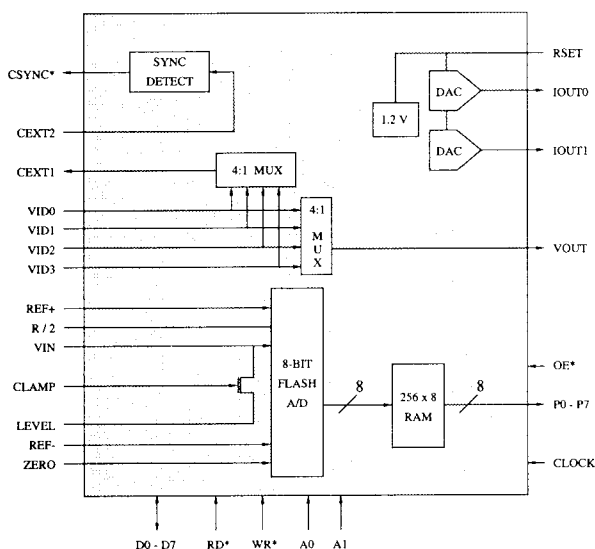 SYNC
DETECT
CSYNC*
CEXT2
CEXT1
4:1 MUX
VID0
VID1
VID2
VID3
4:1
M
U
X
RSET
DAC
IOUT0
1.2 V
DAC
IOUT1
VOUT
REF+
R / 2
VIN
CLAMP
LEVEL
REF-
ZERO
8-BIT
FLASH
A/D
8
256 x 8
RAM
8
OE*
P0 - P7
CLOCK
D0 - D7
RD*
WR*
A0
A1